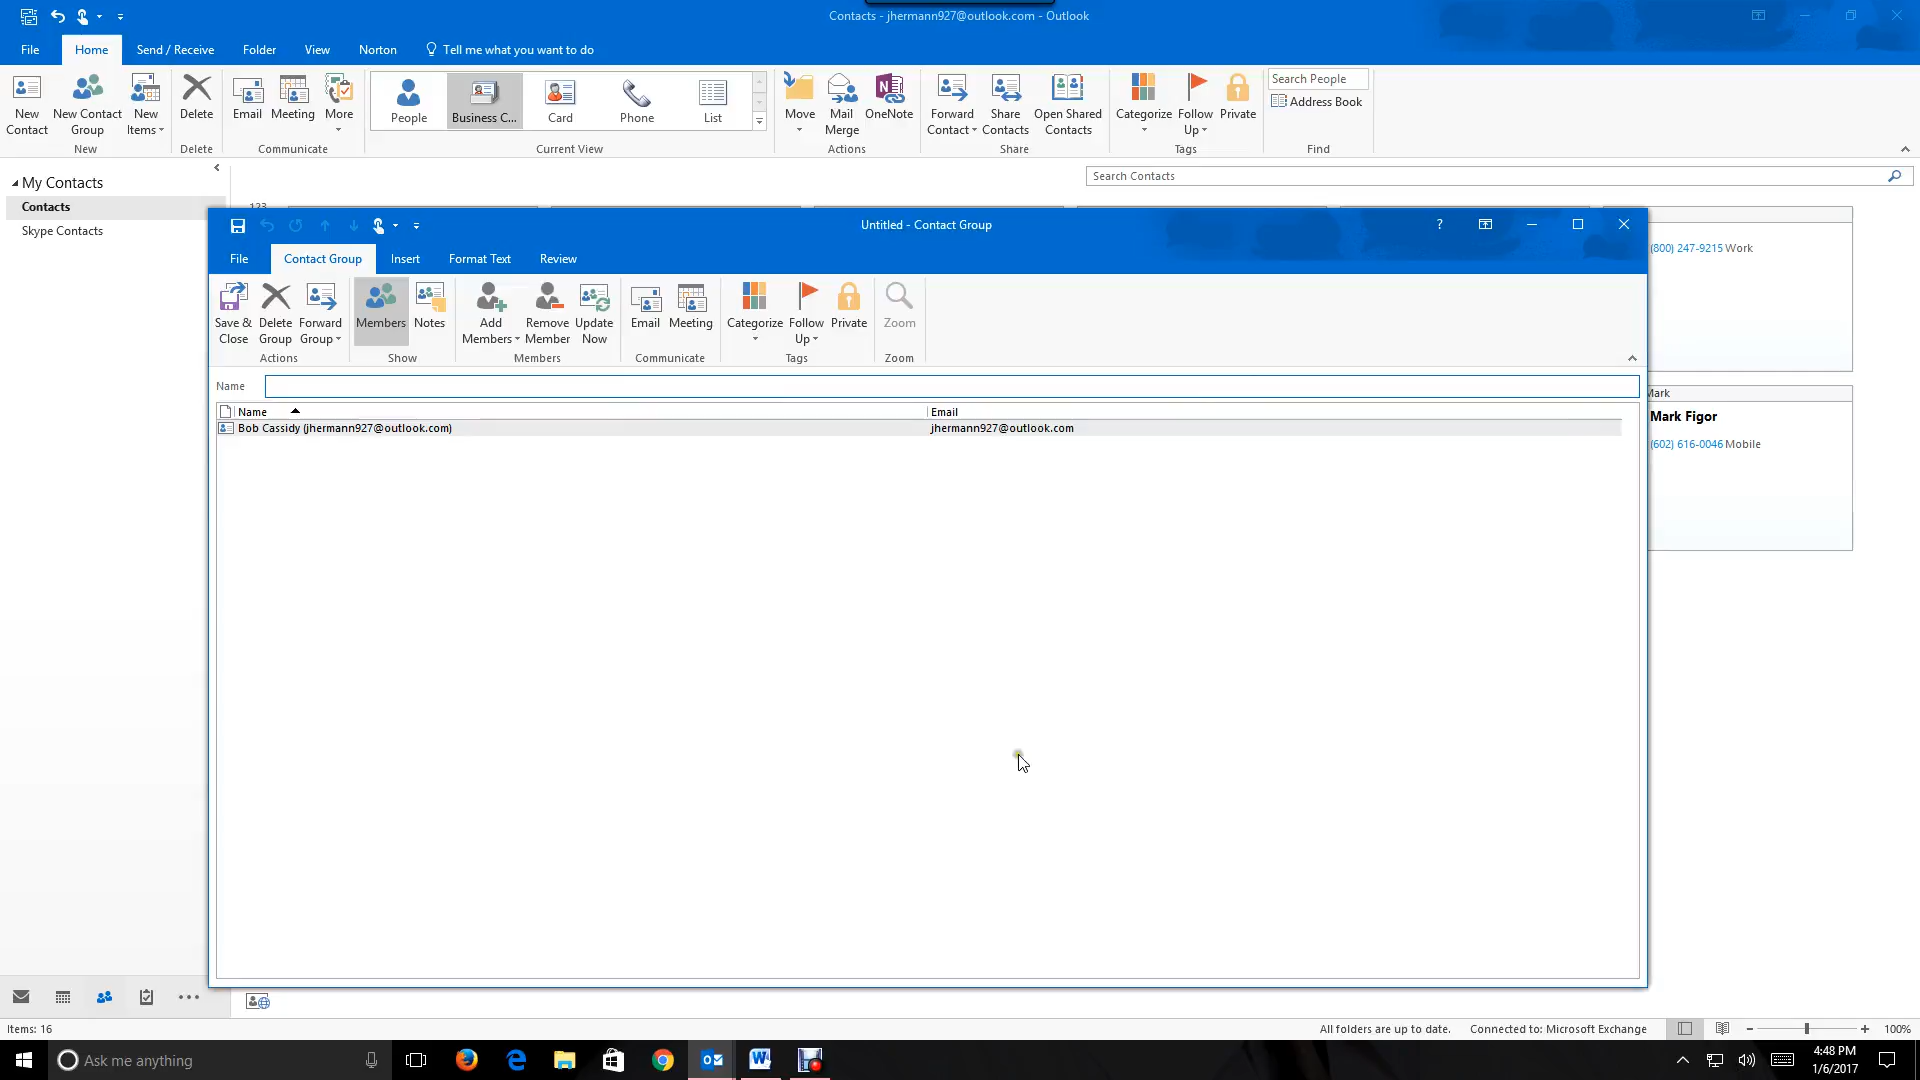 Contacts - jhermann927@outlook.com - Outlook
File Home Send / Receive Folder View Norton Tell me what you want to do
New Contact
New Contact Group
New Items
New
Delete
Delete
Email
Meeting
More
Communicate
People
Business C...
Card
Phone
List
Current View
Move
Mail Merge
OneNote
Actions
Forward Contact
Share Contacts
Open Shared Contacts
Share
Categorize
Follow Up
Private
Tags
Search People
Address Book
Find
My Contacts
Contacts
Skype Contacts
Search Contacts
123
Untitled - Contact Group
?
File Contact Group Insert Format Text Review
Save & Close
Delete Group
Forward Group
Actions
Members
Notes
Show
Add Members
Remove Member
Update Now
Members
Email
Meeting
Communicate
Categorize
Follow Up
Private
Tags
Zoom
Zoom
Name
Name Email
Bob Cassidy (jhermann927@outlook.com) jhermann927@outlook.com
(800) 247-9215 Work
Mark
Mark Figor
(602) 616-0046 Mobile
Items: 16
All folders are up to date. Connected to: Microsoft Exchange
100%
Ask me anything
4:48 PM
1/6/2017